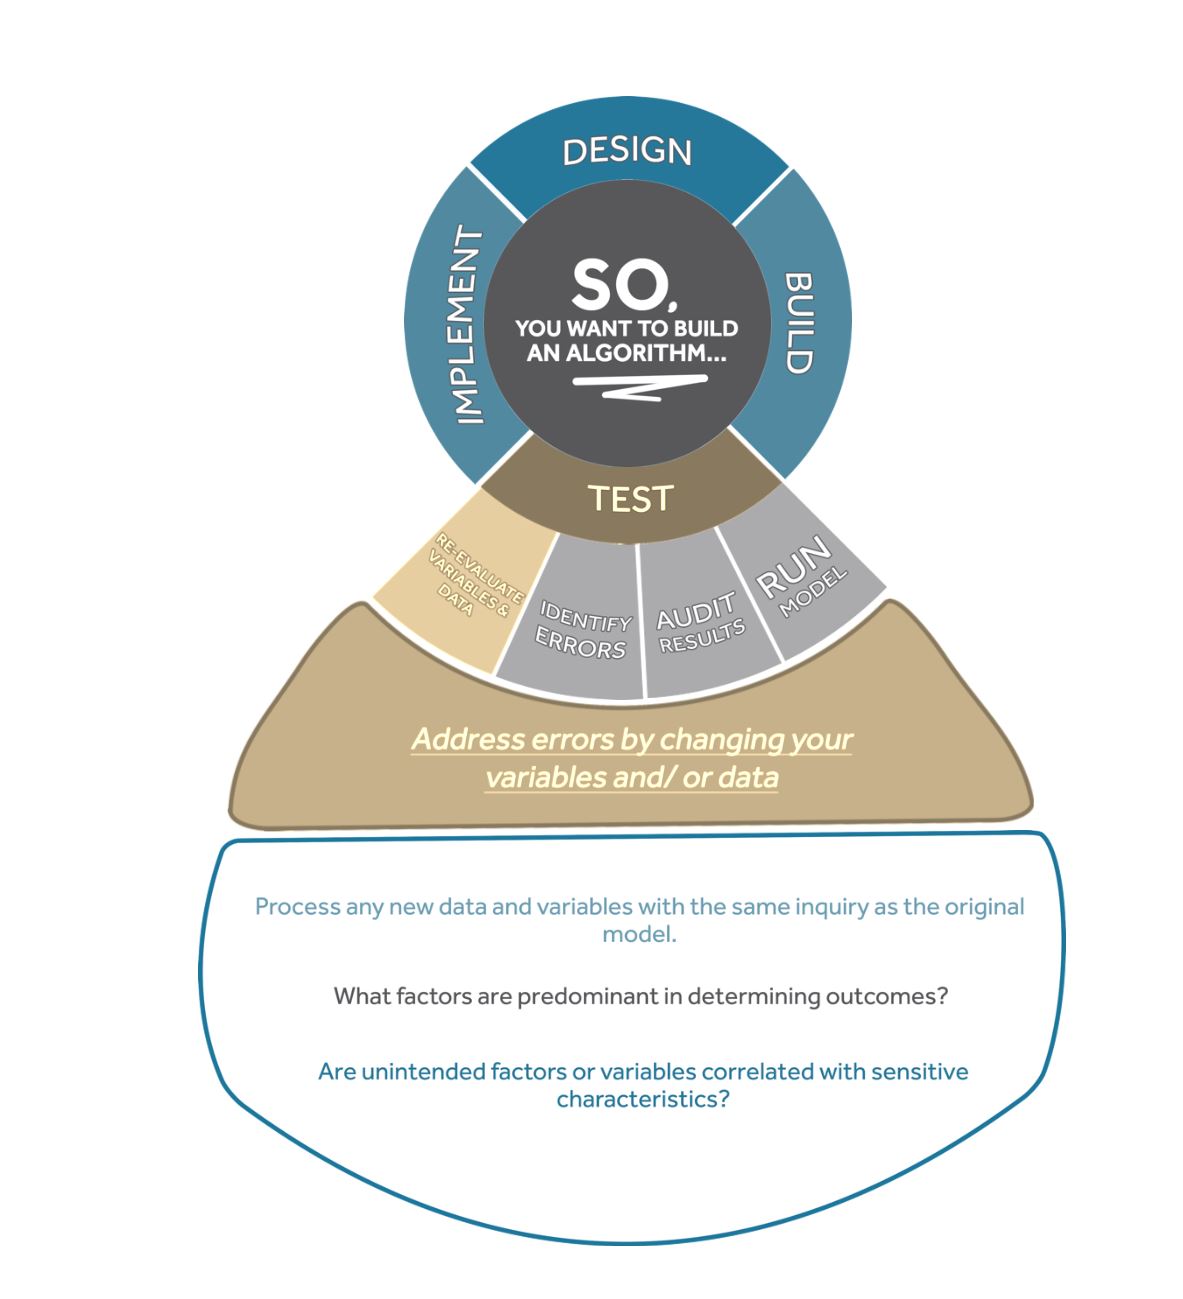 DESIGN
IMPLEMENT
BUILD
SO,
YOU WANT TO BUILD
AN ALGORITHM...
TEST
RE-EVALUATE
VARIABLES &
DATA
IDENTIFY
ERRORS
AUDIT
RESULTS
RUN
MODEL
Address errors by changing your
variables and/ or data
Process any new data and variables with the same inquiry as the original
model.
What factors are predominant in determining outcomes?
Are unintended factors or variables correlated with sensitive
characteristics?